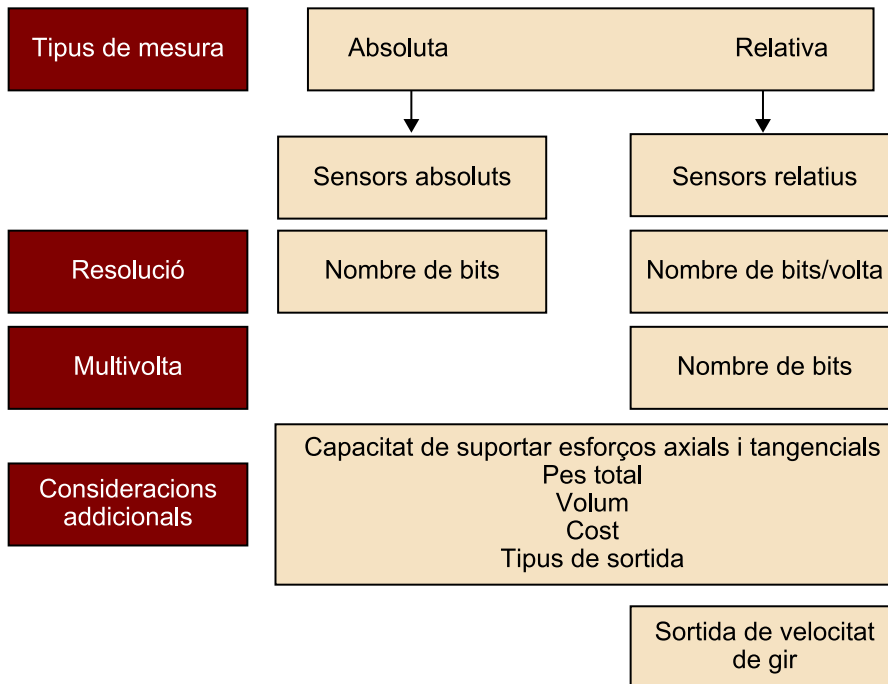 Tipus de mesura
Absoluta
Relativa
Sensors absoluts
Sensors relatius
Resolució
Nombre de bits
Nombre de bits/volta
Multivolta
Nombre de bits
Consideracions
addicionals
Capacitat de suportar esforços axials i tangencials
Pes total
Volum
Cost
Tipus de sortida
Sortida de velocitat
de gir